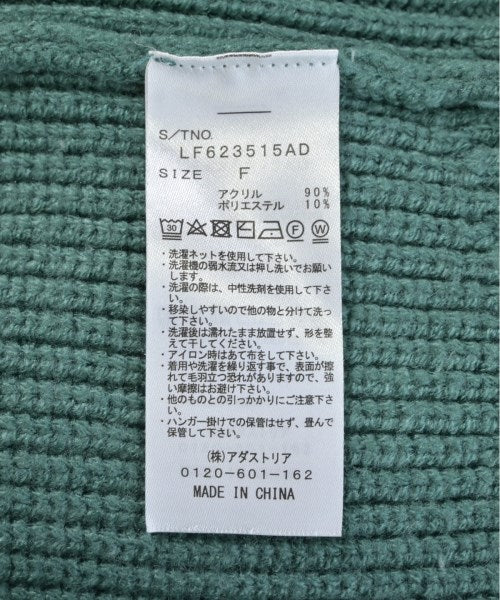 S/TNO.
LF623515AD
SIZE F
アクリル 90%
ポリエステル 10%
30 F W
・洗濯ネットを使用して下さい。
・洗濯機の弱水流又は押し洗いでお願い
します。
・洗濯の際は、中性洗剤を使用して下さ
い。
・移染しやすいので他の物と分けて洗っ
て下さい。
・洗濯後は濡れたまま放置せず、形を整
えて干してください。
・アイロン時はあて布をして下さい。
・着用や洗濯を繰り返す事で、表面が擦
れて毛羽立つ恐れがありますので、強
い摩擦はお避け下さい。
・他のものとの引っかかりにご注意下さ
い。
・ハンガー掛けでの保管はせず、畳んで
保管して下さい。
(株)アダストリア
0120-601-162
MADE IN CHINA